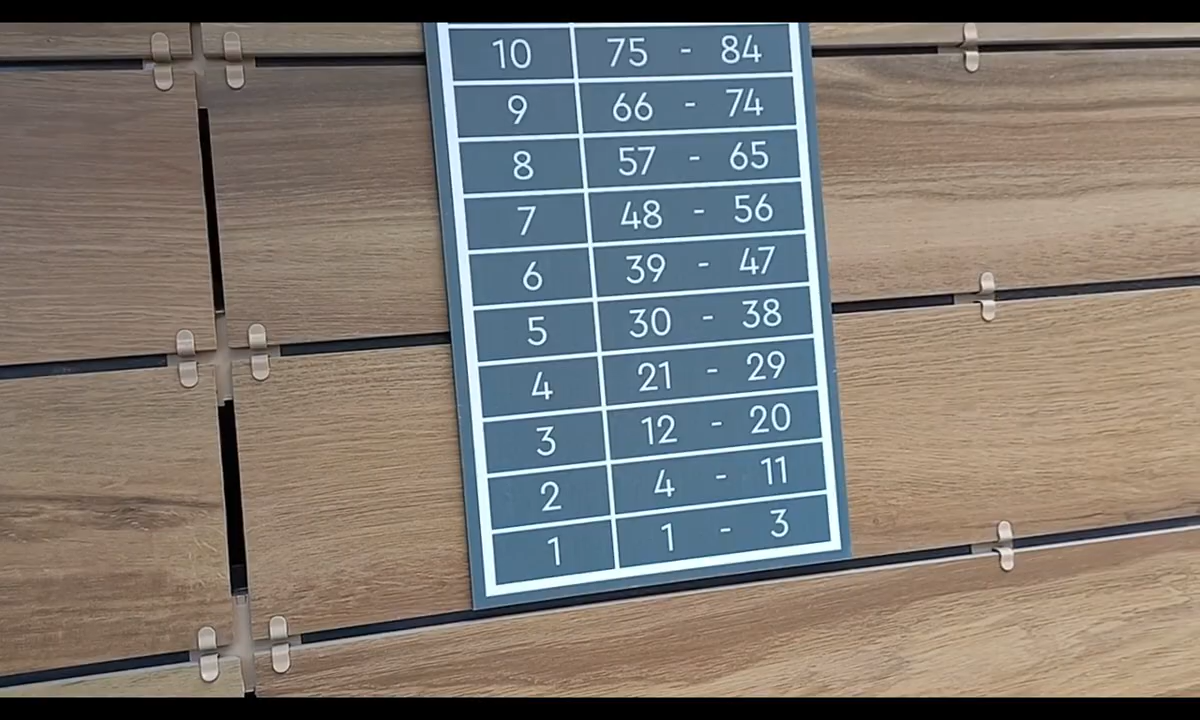 10 75 - 84
9 66 - 74
8 57 - 65
7 48 - 56
6 39 - 47
5 30 - 38
4 21 - 29
3 12 - 20
2 4 - 11
1 1 - 3